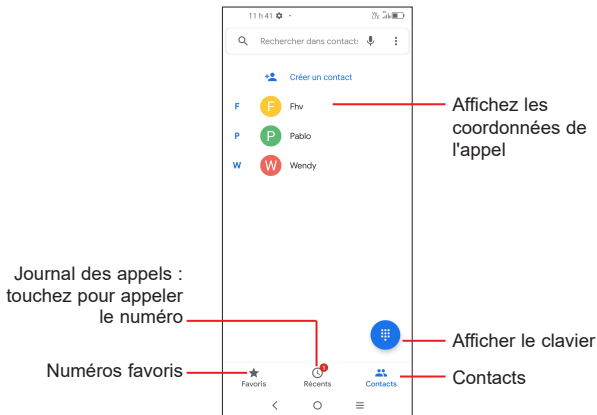 11 h 41
Rechercher dans contacts
Créer un contact
F
F
Fhv
P
P
Pablo
W
W
Wendy
Affichez les
coordonnées de
l'appel
Journal des appels :
touchez pour appeler
le numéro
Afficher le clavier
Numéros favoris
1
Favoris
Récents
Contacts
Contacts